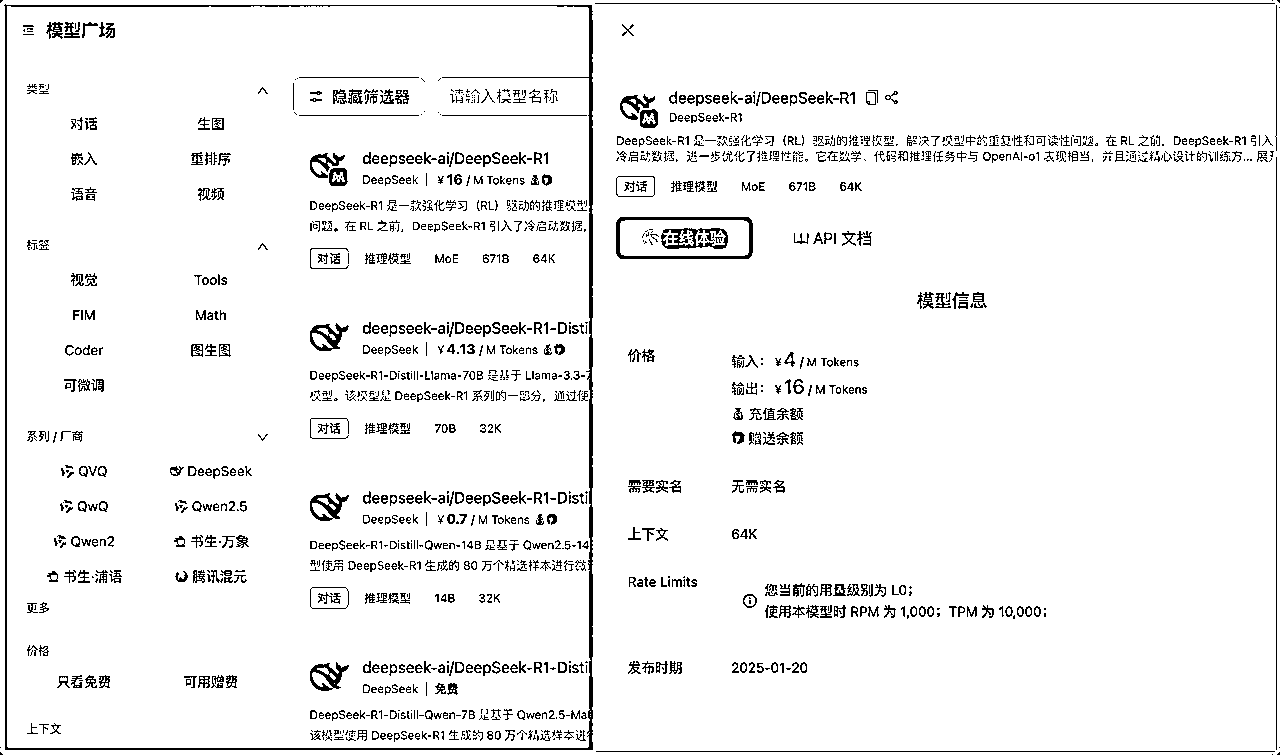 模型广场
类型
对话
生图
嵌入
重排序
语音
视频
标签
视觉
Tools
FIM
Math
Coder
图生图
可微调
系列 / 厂商
QVQ
DeepSeek
QwQ
Qwen2.5
Qwen2
书生·万象
书生·浦语
腾讯混元
更多
价格
只看免费
可用赠费
上下文
隐藏筛选器
请输入模型名称
deepseek-ai/DeepSeek-R1
DeepSeek | ¥ 16 / M Tokens
DeepSeek-R1 是一款强化学习（RL）驱动的推理模型
问题。在 RL 之前，DeepSeek-R1 引入了冷启动数据，
对话 推理模型 MoE 671B 64K
deepseek-ai/DeepSeek-R1-Distil
DeepSeek | ¥ 4.13 / M Tokens
DeepSeek-R1-Distill-Llama-70B 是基于 Llama-3.3-7
模型。该模型是 DeepSeek-R1 系列的一部分，通过使
对话 推理模型 70B 32K
deepseek-ai/DeepSeek-R1-Distil
DeepSeek | ¥ 0.7 / M Tokens
DeepSeek-R1-Distill-Qwen-14B 是基于 Qwen2.5-14
型使用 DeepSeek-R1 生成的 80 万个精选样本进行微
对话 推理模型 14B 32K
deepseek-ai/DeepSeek-R1-Distil
DeepSeek | 免费
DeepSeek-R1-Distill-Qwen-7B 是基于 Qwen2.5-Ma
该模型使用 DeepSeek-R1 生成的 80 万个精选样本进行
deepseek-ai/DeepSeek-R1
DeepSeek-R1
DeepSeek-R1 是一款强化学习（RL）驱动的推理模型，解决了模型中的重复性和可读性问题。在 RL 之前，DeepSeek-R1 引入
冷启动数据，进一步优化了推理性能。它在数学、代码和推理任务中与 OpenAI-o1 表现相当，并且通过精心设计的训练方... 展开
对话 推理模型 MoE 671B 64K
在线体验
API 文档
模型信息
价格
输入：¥ 4 / M Tokens
输出：¥ 16 / M Tokens
充值余额
赠送余额
需要实名 无需实名
上下文 64K
Rate Limits
您当前的用量级别为 L0；
使用本模型时 RPM 为 1,000；TPM 为 10,000；
发布时期 2025-01-20